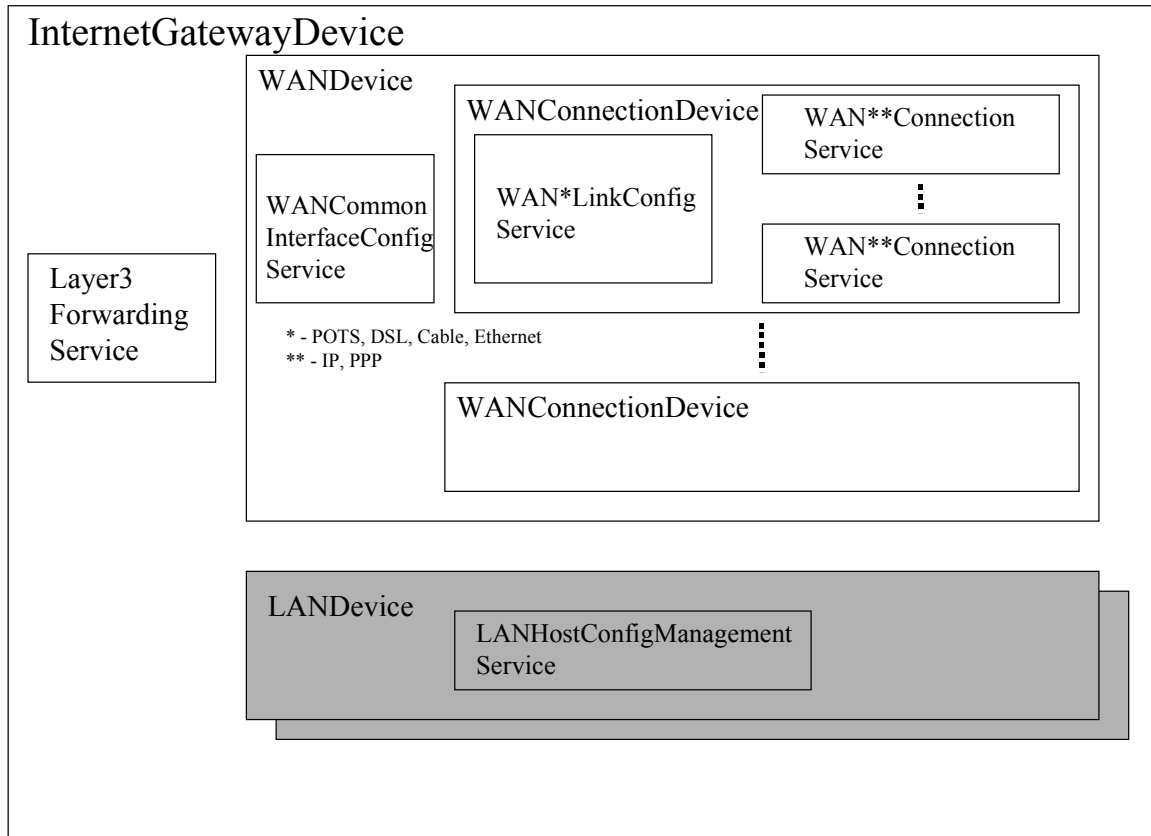 InternetGatewayDevice
WANDevice
WANConnectionDevice
WAN**Connection
Service
WAN*LinkConfig
Service
WANCommon
InterfaceConfig
Service
WAN**Connection
Service
Layer3
Forwarding
Service
* - POTS, DSL, Cable, Ethernet
** - IP, PPP
WANConnectionDevice
LANDevice
LANHostConfigManagement
Service